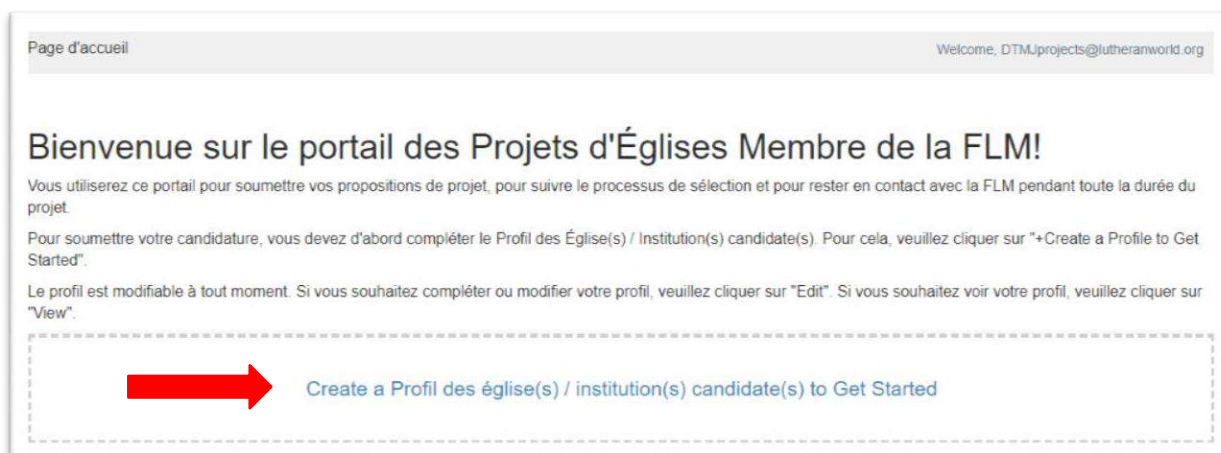 Page d'accueil
Welcome, DTMJprojects@lutheranworld.org
Bienvenue sur le portail des Projets d'Églises Membre de la FLM!
Vous utiliserez ce portail pour soumettre vos propositions de projet, pour suivre le processus de sélection et pour rester en contact avec la FLM pendant toute la durée du
projet.
Pour soumettre votre candidature, vous devez d'abord compléter le Profil des Église(s) / Institution(s) candidate(s). Pour cela, veuillez cliquer sur "+Create a Profile to Get
Started".
Le profil est modifiable à tout moment. Si vous souhaitez compléter ou modifier votre profil, veuillez cliquer sur "Edit". Si vous souhaitez voir votre profil, veuillez cliquer sur
"View".
Create a Profil des église(s) / institution(s) candidate(s) to Get Started